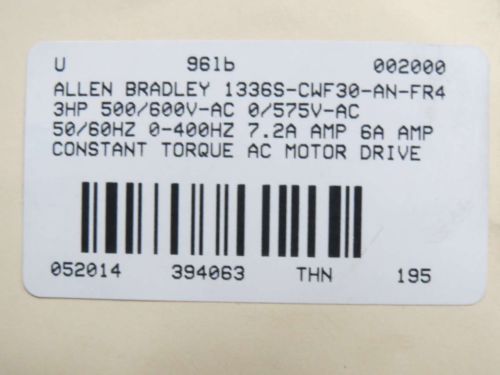 U 961b 002000
ALLEN BRADLEY 1336S-CWF30-AN-FR4
3HP 500/600V-AC 0/575V-AC
50/60HZ 0-400HZ 7.2A AMP 6A AMP
CONSTANT TORQUE AC MOTOR DRIVE
052014 394063 THN 195